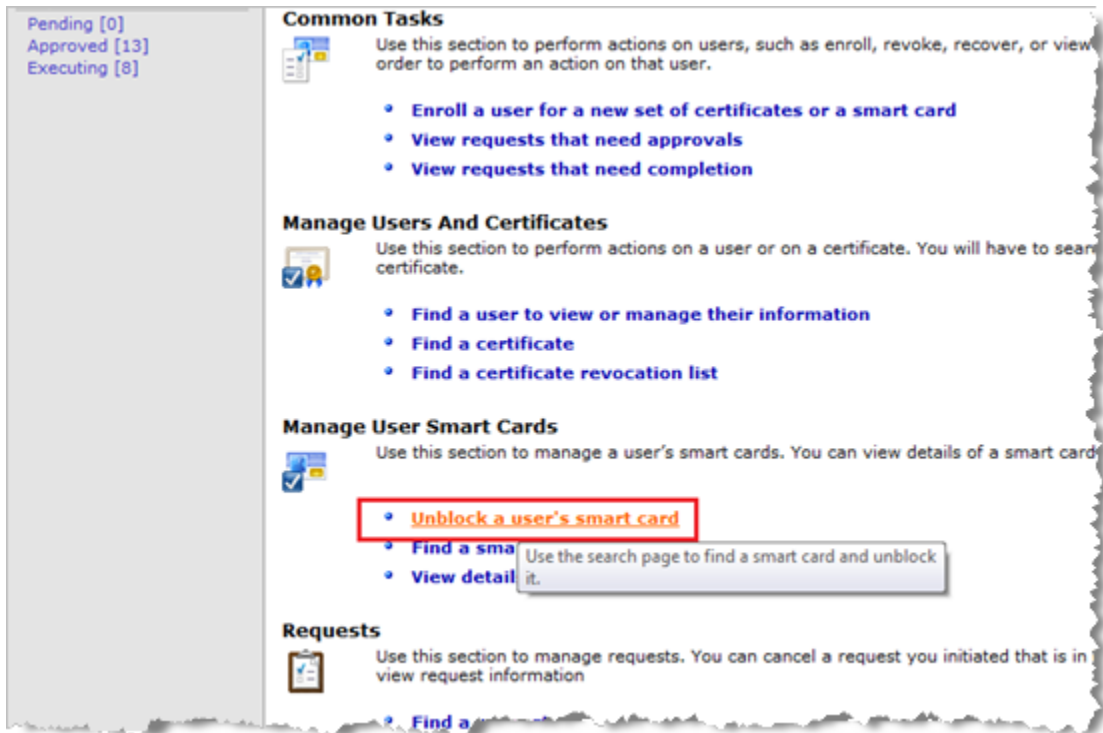 Pending [0]
Approved [13]
Executing [8]
Common Tasks
Use this section to perform actions on users, such as enroll, revoke, recover, or view
order to perform an action on that user.
Enroll a user for a new set of certificates or a smart card
View requests that need approvals
View requests that need completion
Manage Users And Certificates
Use this section to perform actions on a user or on a certificate. You will have to sear
certificate.
Find a user to view or manage their information
Find a certificate
Find a certificate revocation list
Manage User Smart Cards
Use this section to manage a user's smart cards. You can view details of a smart card
Unblock a user's smart card
Find a sma
Use the search page to find a smart card and unblock
it.
View detail
Requests
Use this section to manage requests. You can cancel a request you initiated that is in
view request information
Find a